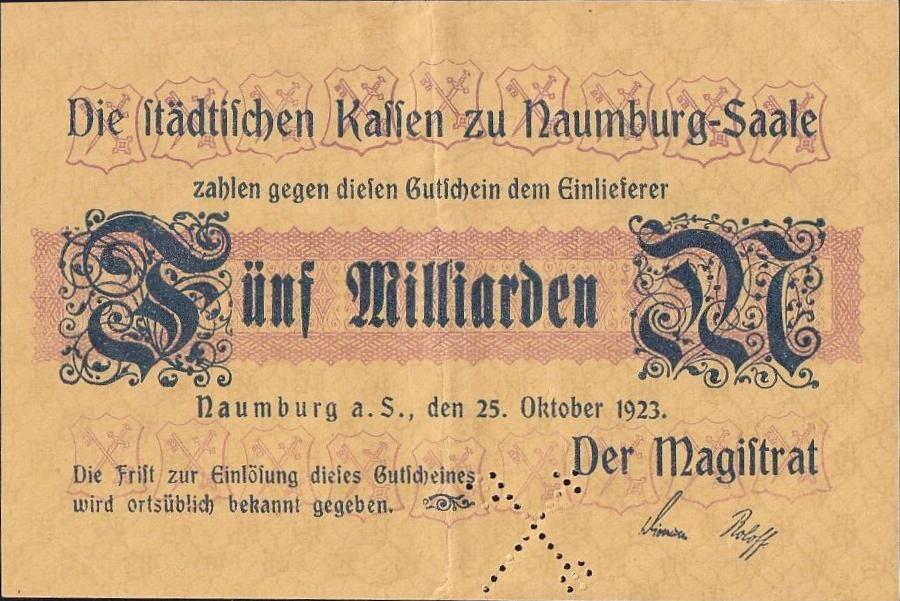 Die städtischen Kassen zu Naumburg-Saale
zahlen gegen diesen Gutschein dem Einlieferer
Fünf Milliarden M
Naumburg a. S., den 25. Oktober 1923.
Der Magistrat
Die Frist zur Einlösung dieses Gutscheines
wird ortsüblich bekannt gegeben.
Roloff